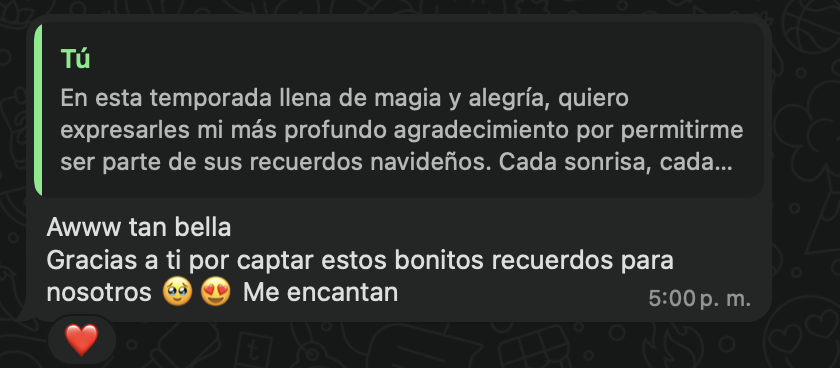 Tú
En esta temporada llena de magia y alegría, quiero
expresarles mi más profundo agradecimiento por permitirme
ser parte de sus recuerdos navideños. Cada sonrisa, cada...
Awww tan bella
Gracias a ti por captar estos bonitos recuerdos para
nosotros 🥹 😍 Me encantan
5:00 p. m.
❤️